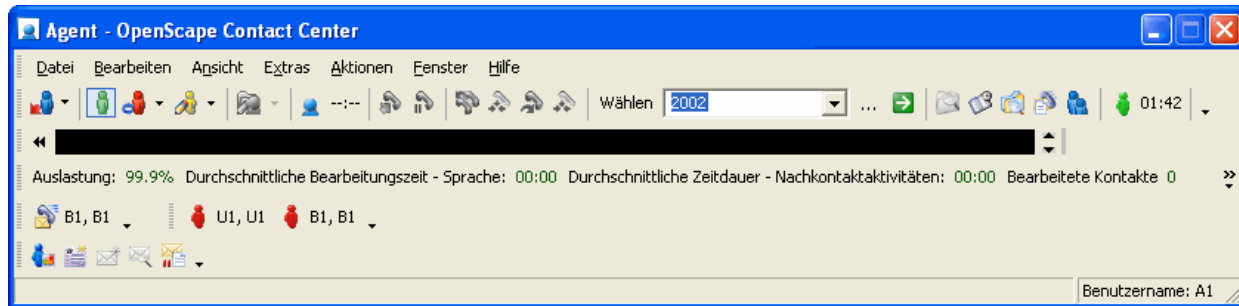 Agent - OpenScape Contact Center
Datei Bearbeiten Ansicht Extras Aktionen Fenster Hilfe
--:-- Wählen 2002 ... 01:42
Auslastung: 99.9% Durchschnittliche Bearbeitungszeit - Sprache: 00:00 Durchschnittliche Zeitdauer - Nachkontaktaktivitäten: 00:00 Bearbeitete Kontakte 0
B1, B1 U1, U1 B1, B1
Benutzername: A1